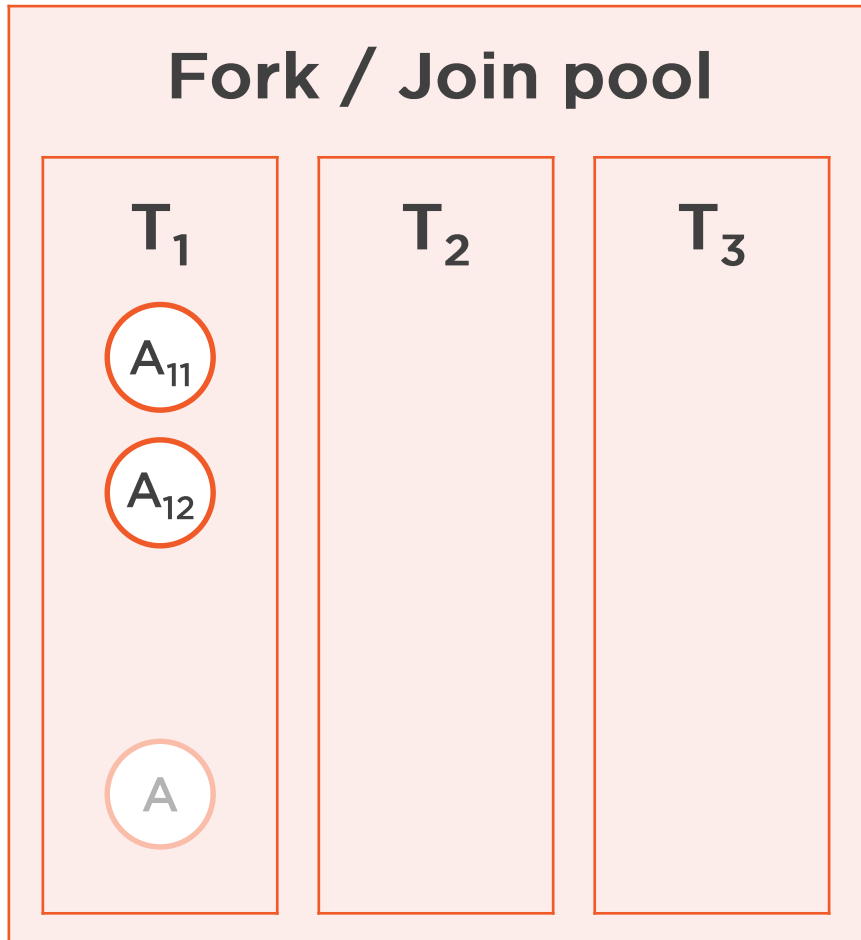 Fork / Join pool
T₁ T₂ T₃
A₁₁
A₁₂
A